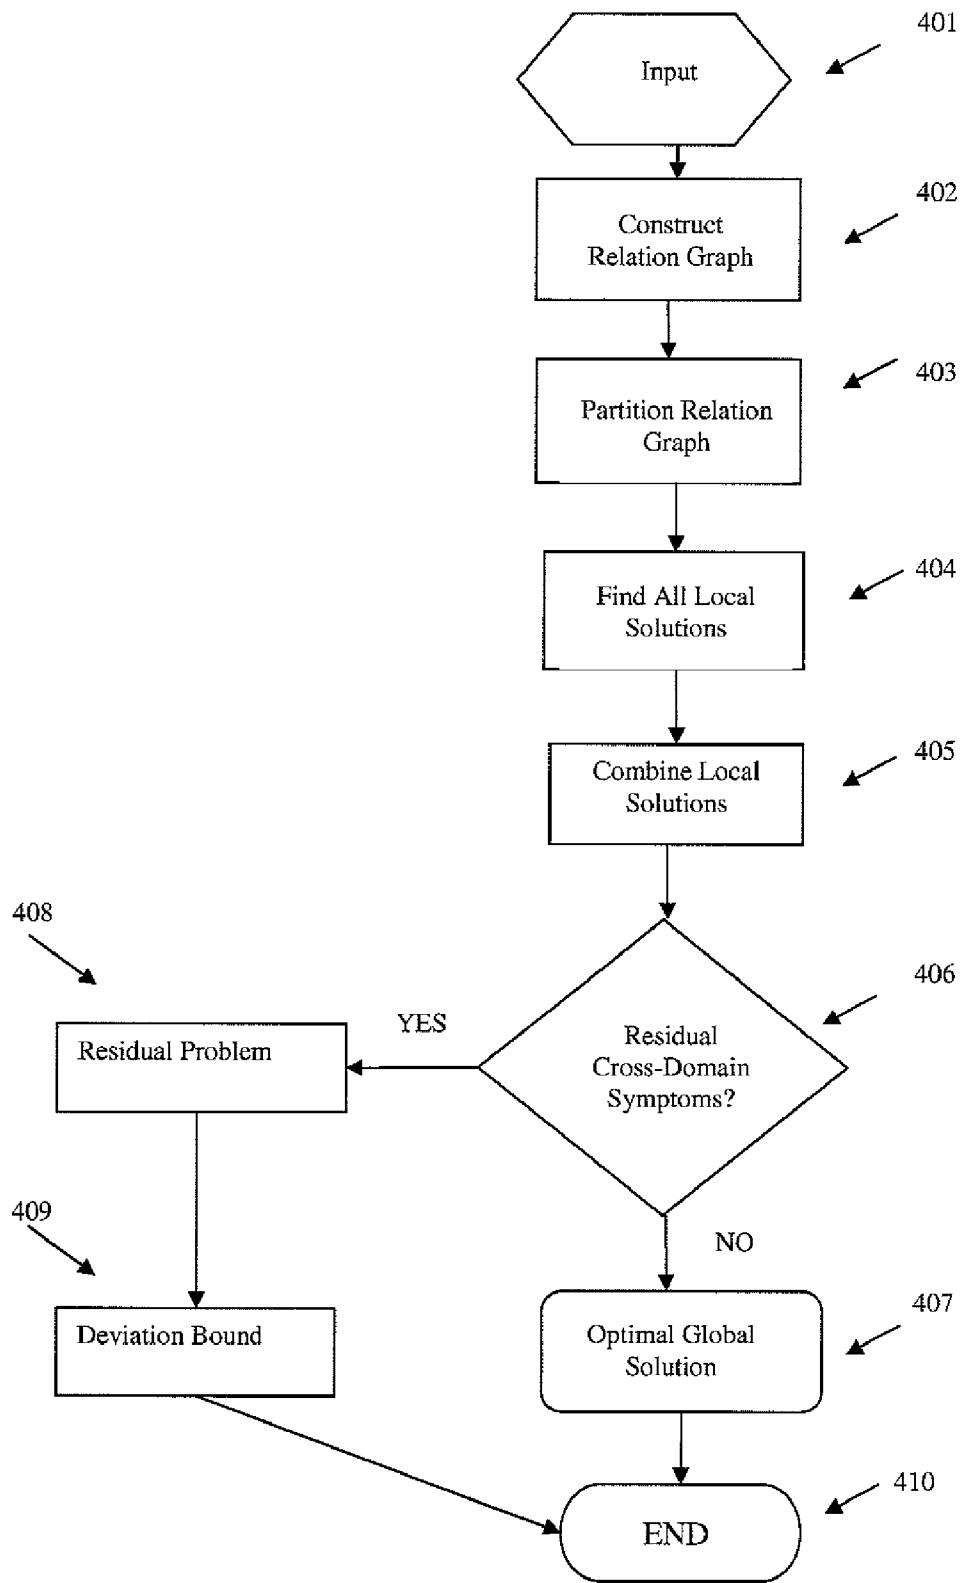 401
Input
402
Construct
Relation Graph
403
Partition Relation
Graph
404
Find All Local
Solutions
405
Combine Local
Solutions
408
406
YES
Residual
Cross-Domain
Symptoms?
Residual Problem
409
NO
407
Deviation Bound
Optimal Global
Solution
410
END